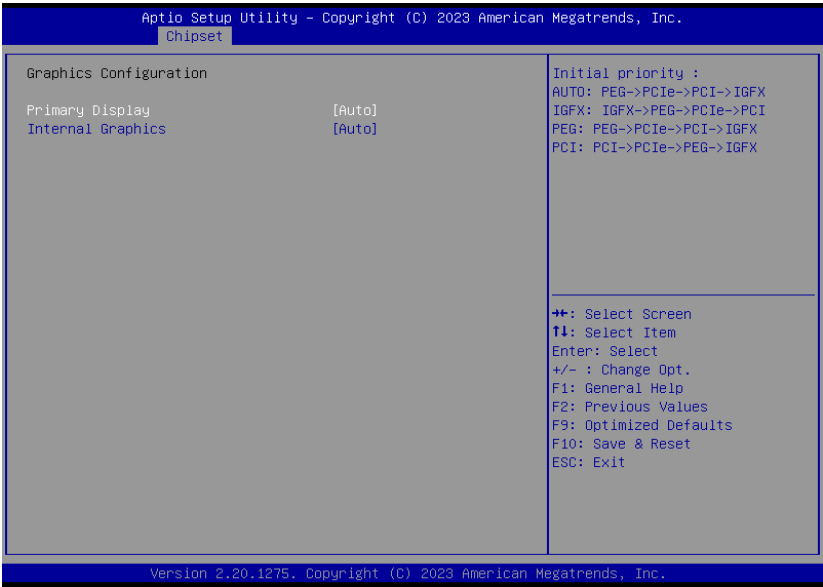 Aptio Setup Utility – Copyright (C) 2023 American Megatrends, Inc.
Chipset
Graphics Configuration
Primary Display [Auto]
Internal Graphics [Auto]
Initial priority :
AUTO: PEG->PCIe->PCI->IGFX
IGFX: IGFX->PEG->PCIe->PCI
PEG: PEG->PCIe->PCI->IGFX
PCI: PCI->PCIe->PEG->IGFX
→←: Select Screen
↑↓: Select Item
Enter: Select
+/- : Change Opt.
F1: General Help
F2: Previous Values
F9: Optimized Defaults
F10: Save & Reset
ESC: Exit
Version 2.20.1275. Copyright (C) 2023 American Megatrends, Inc.